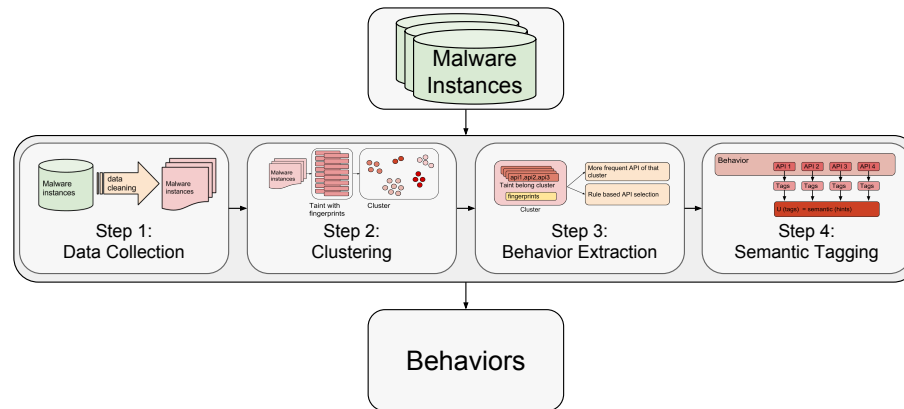 Malware
Instances
Malware
instances
data
cleaning
Malware
instances
Step 1:
Data Collection
Malware
instances
Taint with
fingerprints
Cluster
Step 2:
Clustering
api1,api2,api3
Taint belong cluster
fingerprints
Cluster
More frequent API of that
cluster
Rule based API selection
Step 3:
Behavior Extraction
Behavior
API 1 API 2 API 3 API 4
Tags Tags Tags Tags
U (tags) = semantic (hints)
Step 4:
Semantic Tagging
Behaviors